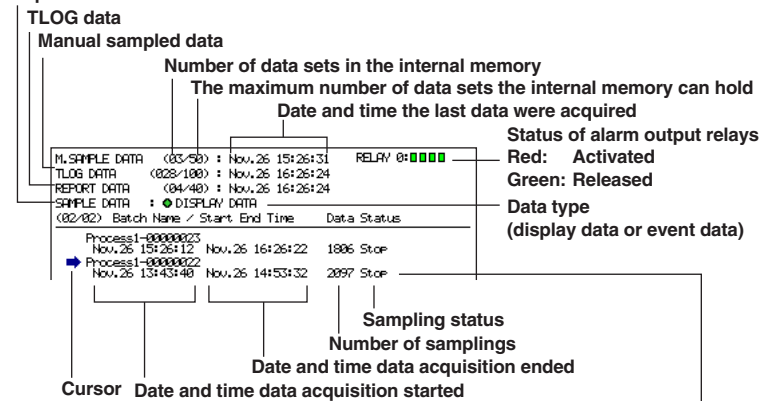 TLOG data
Manual sampled data
Number of data sets in the internal memory
The maximum number of data sets the internal memory can hold
Date and time the last data were acquired
Status of alarm output relays
Red: Activated
Green: Released
Data type
(display data or event data)
M.SAMPLE DATA (03/50) : Nov.26 15:26:31 RELAY 0:
TLOG DATA (028/100) : Nov.26 16:26:24
REPORT DATA (04/40) : Nov.26 16:26:24
SAMPLE DATA : DISPLAY DATA
(02/02) Batch Name / Start End Time Data Status
Process1-00000023
Nov.26 15:26:12 Nov.26 16:26:22 1806 Stop
Process1-00000022
Nov.26 13:43:40 Nov.26 14:53:32 2097 Stop
Sampling status
Number of samplings
Date and time data acquisition ended
Cursor Date and time data acquisition started